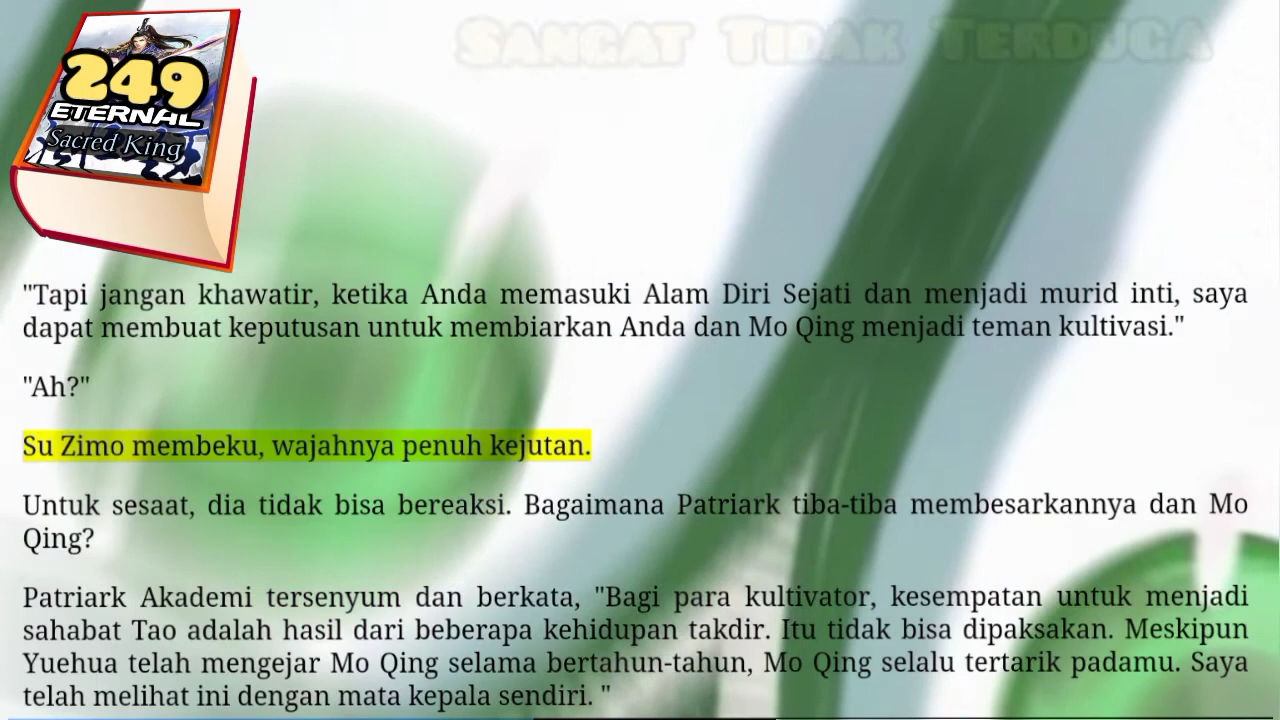 SANGAT TIDAK TERDUGA
249
ETERNAL
Sacred King
"Tapi jangan khawatir, ketika Anda memasuki Alam Diri Sejati dan menjadi murid inti, saya
dapat membuat keputusan untuk membiarkan Anda dan Mo Qing menjadi teman kultivasi."
"Ah?"
Su Zimo membeku, wajahnya penuh kejutan.
Untuk sesaat, dia tidak bisa bereaksi. Bagaimana Patriark tiba-tiba membesarkannya dan Mo
Qing?
Patriark Akademi tersenyum dan berkata, "Bagi para kultivator, kesempatan untuk menjadi
sahabat Tao adalah hasil dari beberapa kehidupan takdir. Itu tidak bisa dipaksakan. Meskipun
Yuehua telah mengejar Mo Qing selama bertahun-tahun, Mo Qing selalu tertarik padamu. Saya
telah melihat ini dengan mata kepala sendiri. "